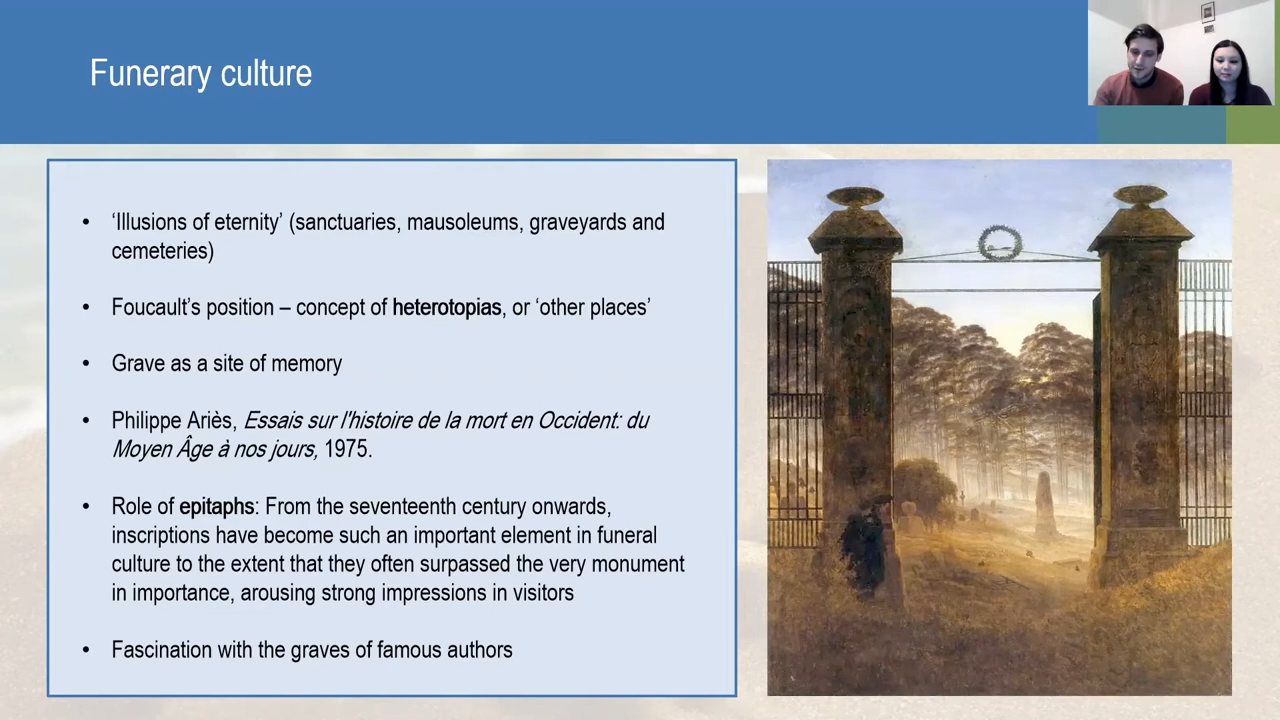 Funerary culture
• ‘Illusions of eternity’ (sanctuaries, mausoleums, graveyards and
cemeteries)
• Foucault’s position – concept of heterotopias, or ‘other places’
• Grave as a site of memory
• Philippe Ariès, Essais sur l'histoire de la mort en Occident: du
Moyen Âge à nos jours, 1975.
• Role of epitaphs: From the seventeenth century onwards,
inscriptions have become such an important element in funeral
culture to the extent that they often surpassed the very monument
in importance, arousing strong impressions in visitors
• Fascination with the graves of famous authors